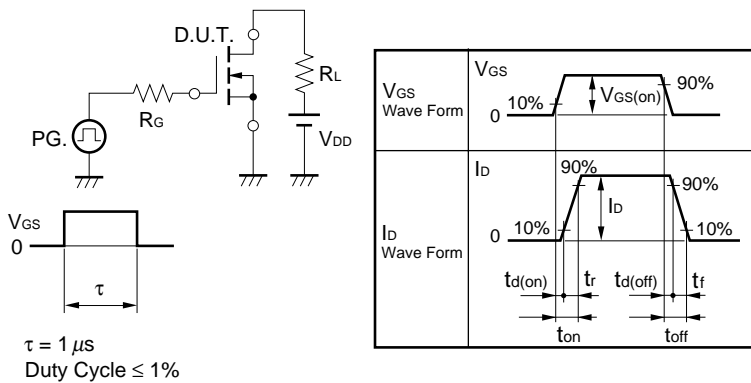 D.U.T.
RL
RG
PG.
VDD
VGS
0
τ
τ = 1 μs
Duty Cycle ≤ 1%
VGS
Wave Form
VGS
10%
0
VGS(on)
90%
ID
Wave Form
ID
90%
90%
ID
10%
10%
0
td(on)
tr
td(off)
tf
ton
toff